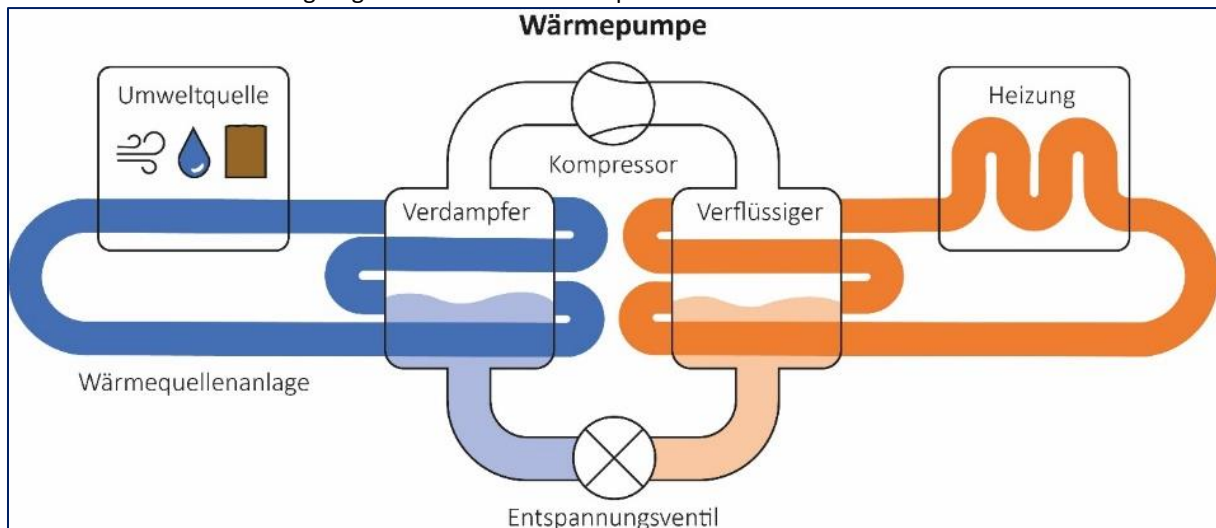 Wärmepumpe
Umweltquelle
Heizung
Kompressor
Verdampfer
Verflüssiger
Wärmequellenanlage
Entspannungsventil